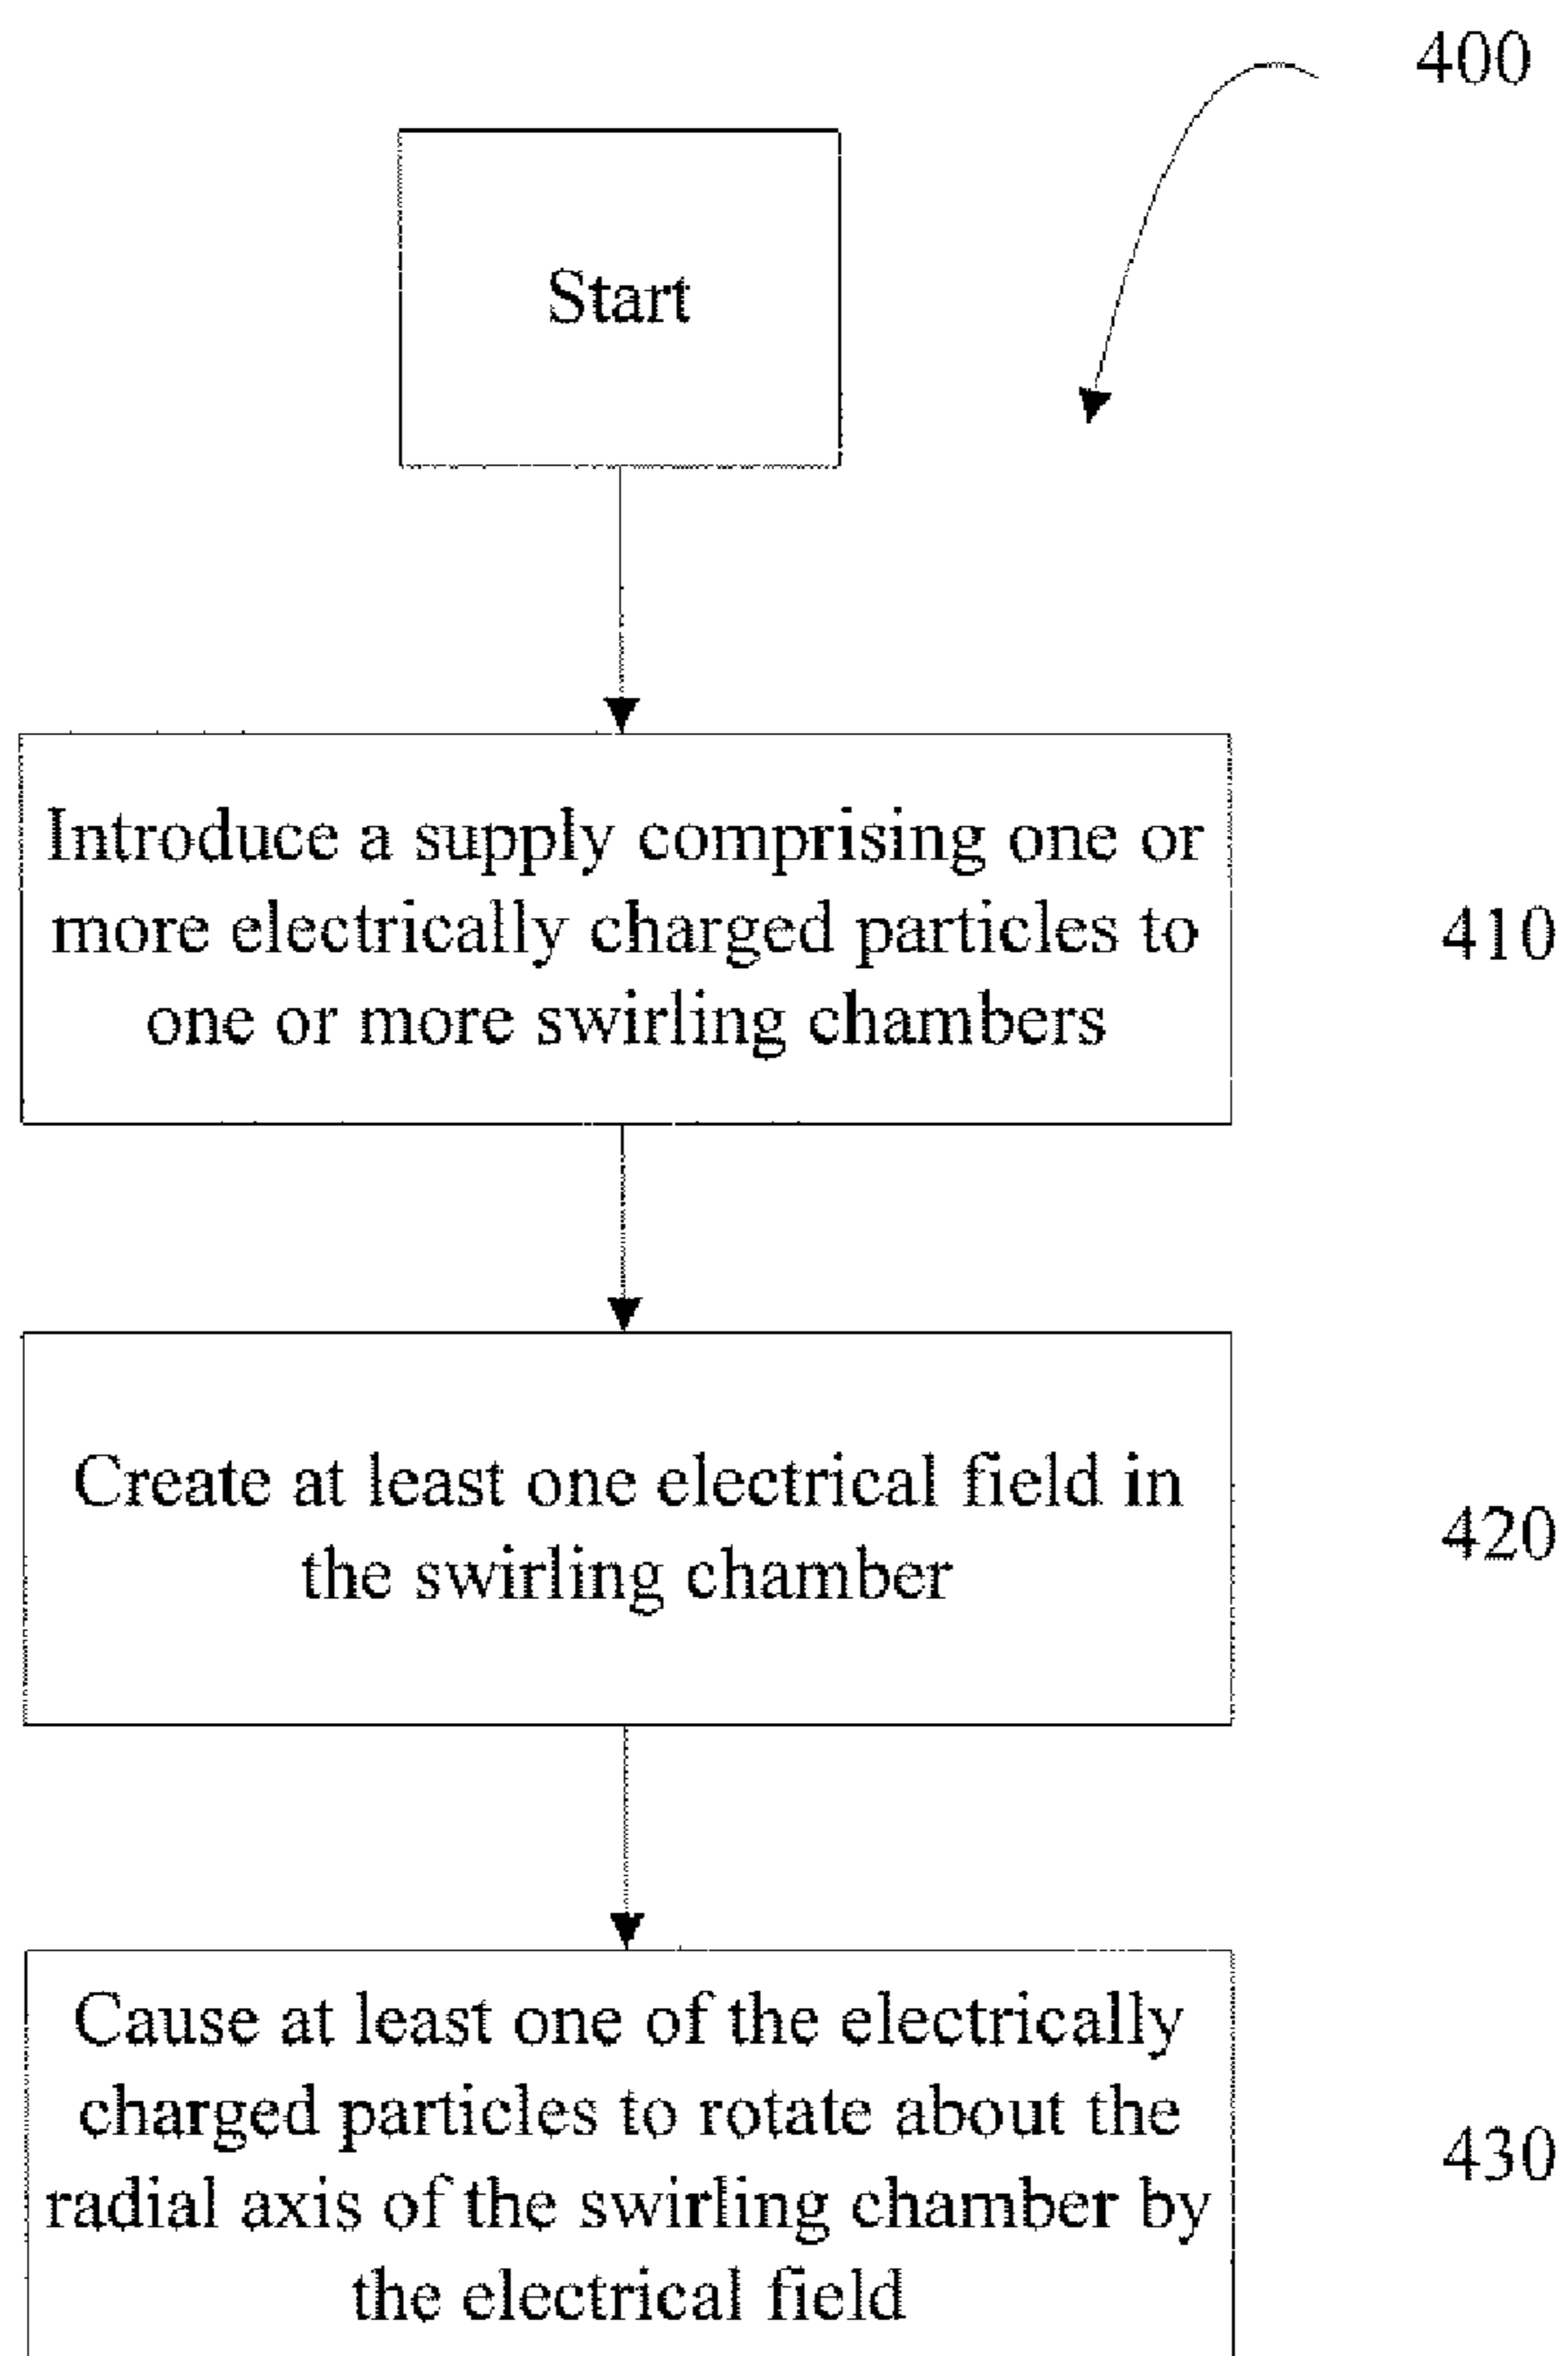 400
Start
Introduce a supply comprising one or
more electrically charged particles to
one or more swirling chambers
410
Create at least one electrical field in
the swirling chamber
420
Cause at least one of the electrically
charged particles to rotate about the
radial axis of the swirling chamber by
the electrical field
430